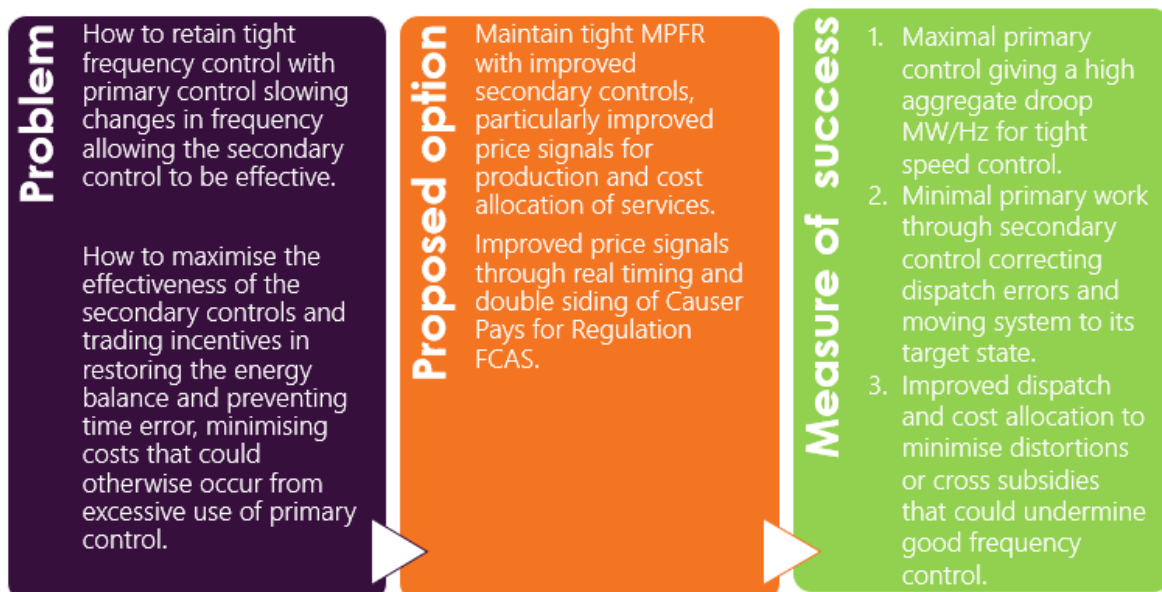 Problem
How to retain tight
frequency control with
primary control slowing
changes in frequency
allowing the secondary
control to be effective.
How to maximise the
effectiveness of the
secondary controls and
trading incentives in
restoring the energy
balance and preventing
time error, minimising
costs that could
otherwise occur from
excessive use of primary
control.
Proposed option
Maintain tight MPFR
with improved
secondary controls,
particularly improved
price signals for
production and cost
allocation of services.
Improved price signals
through real timing and
double siding of Causer
Pays for Regulation
FCAS.
Measure of success
1. Maximal primary
control giving a high
aggregate droop
MW/Hz for tight
speed control.
2. Minimal primary work
through secondary
control correcting
dispatch errors and
moving system to its
target state.
3. Improved dispatch
and cost allocation to
minimise distortions
or cross subsidies
that could undermine
good frequency
control.